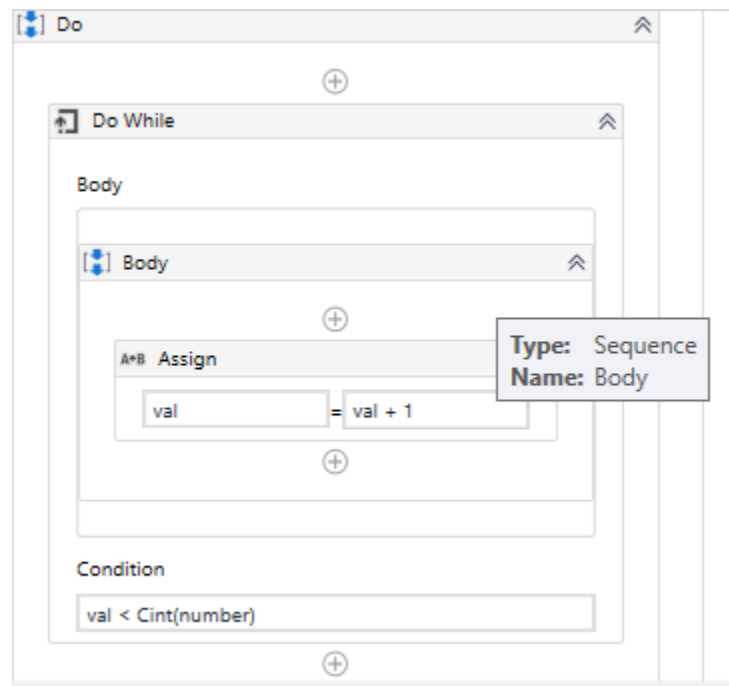 Do
Do While
Body
Body
A+B Assign
Type: Sequence
Name: Body
val = val + 1
Condition
val < Cint(number)